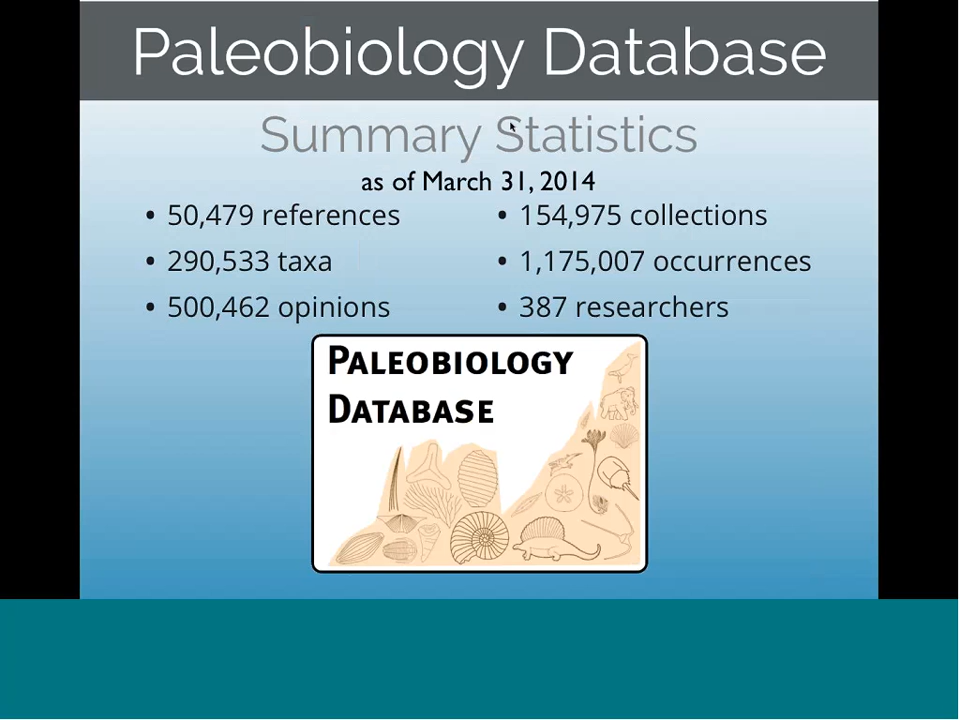 Paleobiology Database
Summary Statistics
as of March 31, 2014
• 50,479 references
• 290,533 taxa
• 500,462 opinions
• 154,975 collections
• 1,175,007 occurrences
• 387 researchers
PALEOBIOLOGY
DATABASE